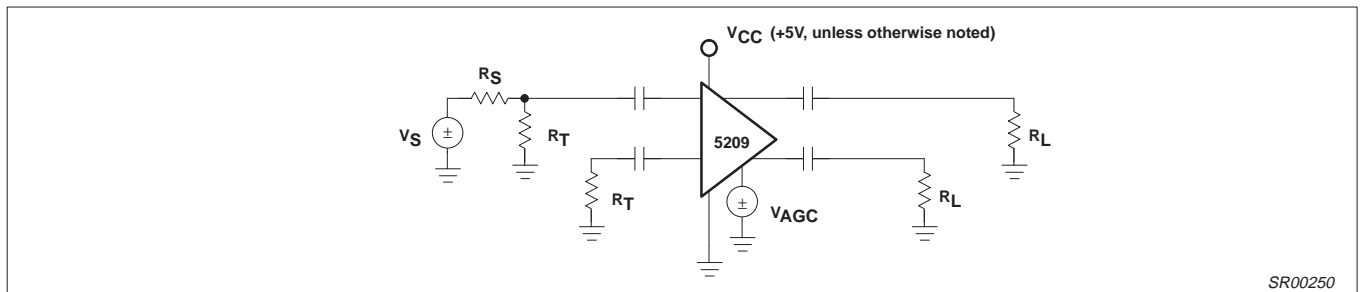 VCC (+5V, unless otherwise noted)
RS
VS
±
RT
RT
5209
±
VAGC
RL
RL
SR00250